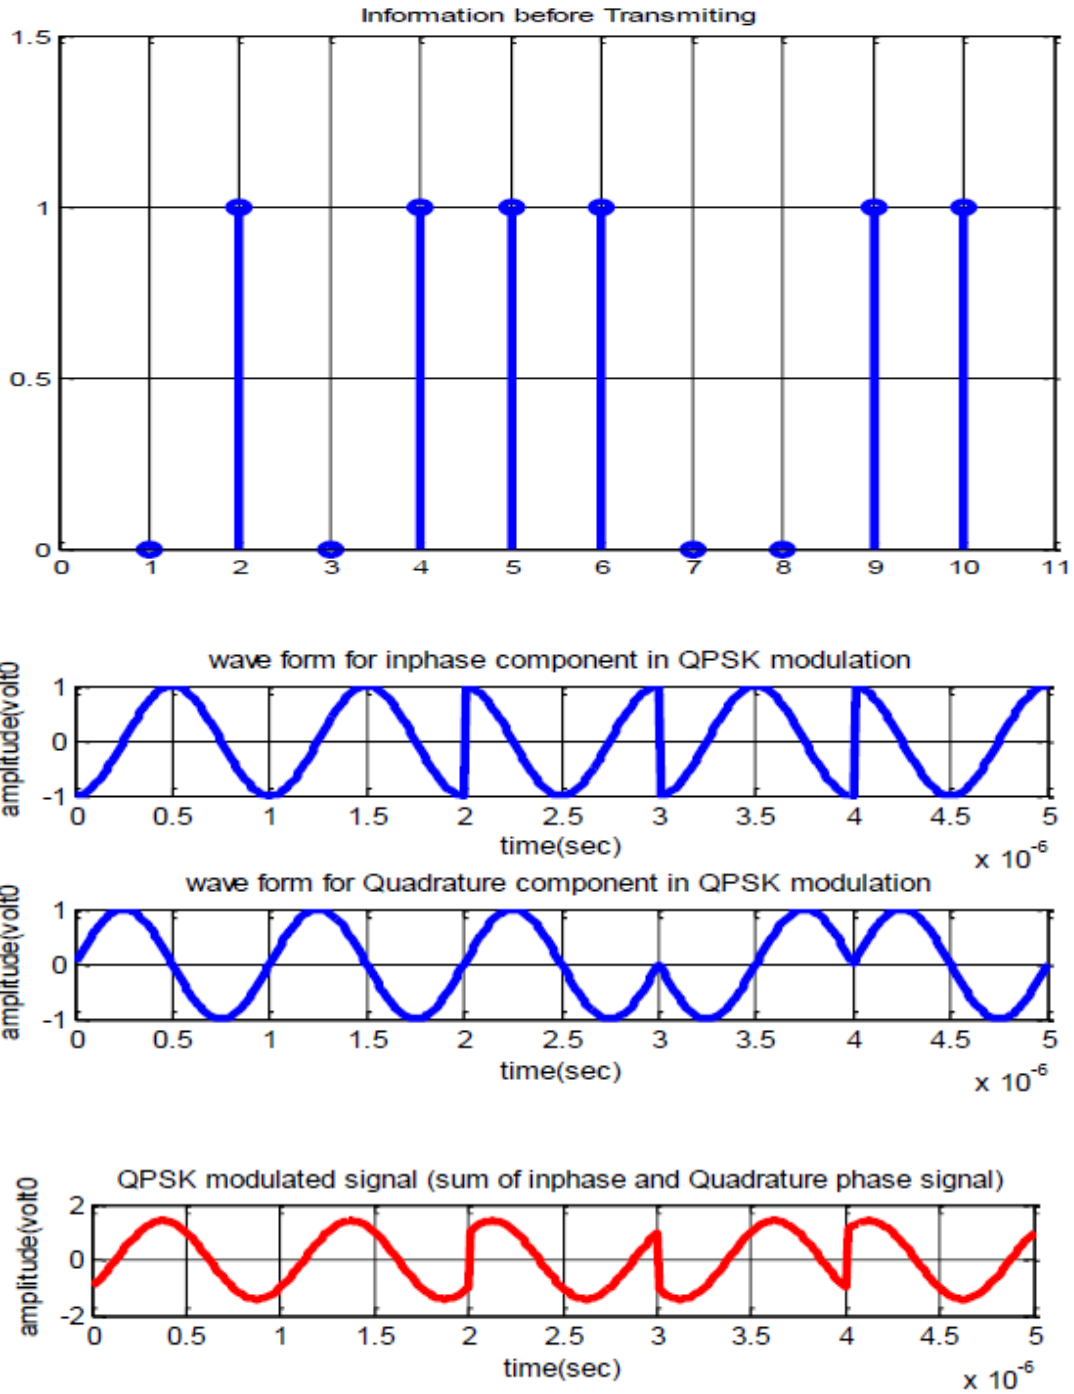 Information before Transmiting
1.5
1
0.5
0
0 1 2 3 4 5 6 7 8 9 10 11
wave form for inphase component in QPSK modulation
amplitude(volt0
1
0
-1
0 0.5 1 1.5 2 2.5 3 3.5 4 4.5 5
time(sec)
x 10-6
wave form for Quadrature component in QPSK modulation
amplitude(volt0
1
0
-1
0 0.5 1 1.5 2 2.5 3 3.5 4 4.5 5
time(sec)
x 10-6
QPSK modulated signal (sum of inphase and Quadrature phase signal)
amplitude(volt0
2
0
-2
0 0.5 1 1.5 2 2.5 3 3.5 4 4.5 5
time(sec)
x 10-6